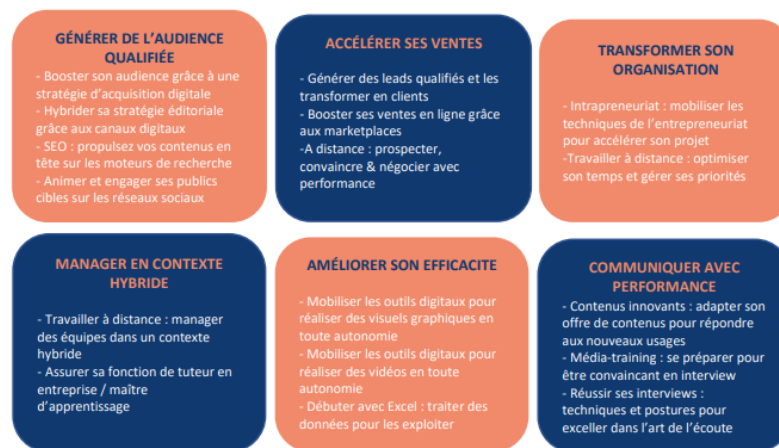 GÉNÉRER DE L'AUDIENCE
QUALIFIÉE
- Booster son audience grâce à une
stratégie d'acquisition digitale
- Hybrider sa stratégie éditoriale
grâce aux canaux digitaux
- SEO : propulsez vos contenus en
tête sur les moteurs de recherche
- Animer et engager ses publics
cibles sur les réseaux sociaux
ACCÉLÉRER SES VENTES
- Générer des leads qualifiés et les
transformer en clients
- Booster ses ventes en ligne grâce
aux marketplaces
-A distance : prospecter,
convaincre & négocier avec
performance
TRANSFORMER SON
ORGANISATION
- Intrapreneuriat : mobiliser les
techniques de l'entrepreneuriat
pour accélérer son projet
-Travailler à distance : optimiser
son temps et gérer ses priorités
MANAGER EN CONTEXTE
HYBRIDE
- Travailler à distance : manager
des équipes dans un contexte
hybride
- Assurer sa fonction de tuteur en
entreprise / maître
d'apprentissage
AMÉLIORER SON EFFICACITE
- Mobiliser les outils digitaux pour
réaliser des visuels graphiques en
toute autonomie
- Mobiliser les outils digitaux pour
réaliser des vidéos en toute
autonomie
- Débuter avec Excel : traiter des
données pour les exploiter
COMMUNIQUER AVEC
PERFORMANCE
- Contenus innovants : adapter son
offre de contenus pour répondre
aux nouveaux usages
- Média-training : se préparer pour
être convaincant en interview
- Réussir ses interviews :
techniques et postures pour
exceller dans l'art de l'écoute